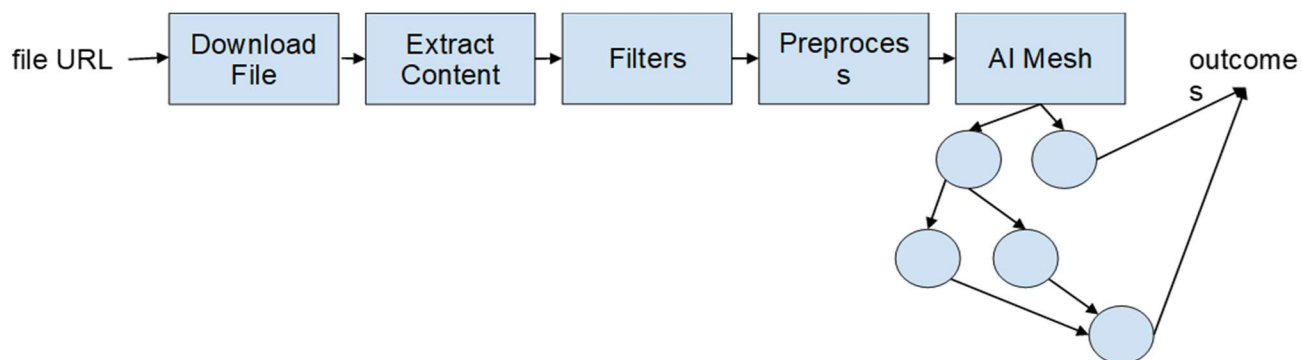 file URL
Download
File
Extract
Content
Filters
Preproces
s
AI Mesh
outcome
s